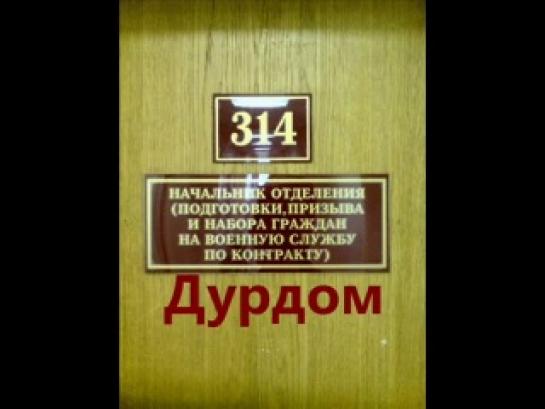 314
НАЧАЛЬНИК ОТДЕЛЕНИЯ
(ПОДГОТОВКИ, ПРИЗЫВА
И НАБОРА ГРАЖДАН
НА ВОЕННУЮ СЛУЖБУ
ПО КОНТРАКТУ)
Дурдом